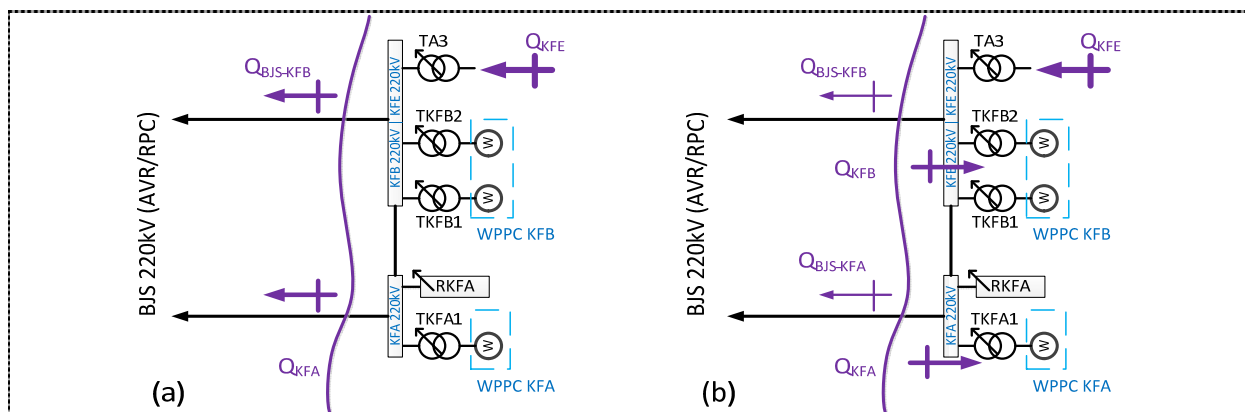 BJS 220kV (AVR/RPC)
Q_BJS-KFB
TA3
Q_KFE
KFB 220kV | KFE 220kV
TKFB2
W
W
TKFB1
WPPC KFB
RKFA
KFA 220kV
TKFA1
W
WPPC KFA
Q_KFA
(a)
BJS 220kV (AVR/RPC)
Q_BJS-KFB
TA3
Q_KFE
KFB 220kV | KFE 220kV
TKFB2
W
Q_KFB
W
TKFB1
WPPC KFB
Q_BJS-KFA
RKFA
KFA 220kV
TKFA1
W
Q_KFA
WPPC KFA
(b)